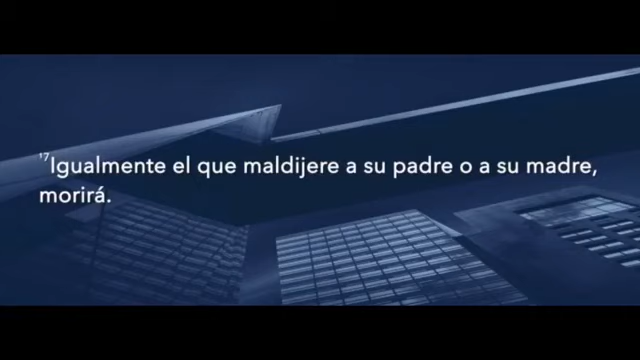 ¹⁷Igualmente el que maldijere a su padre o a su madre,
morirá.